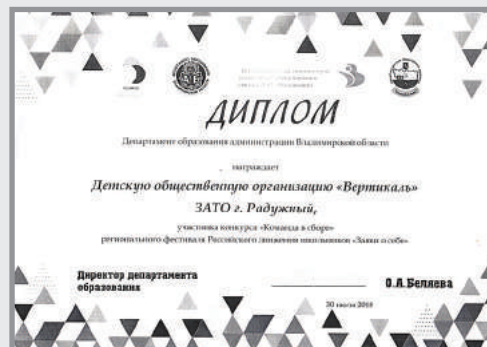 ДИПЛОМ
Департамент образования администрации Владимирской области
награждает
Детскую общественную организацию «Вертикаль»
ЗАТО г. Радужный,
участника конкурса «Команда в сборе»
регионального фестиваля Российского движения школьников «Заяви о себе»
Директор департамента
образования
О.А. Беляева